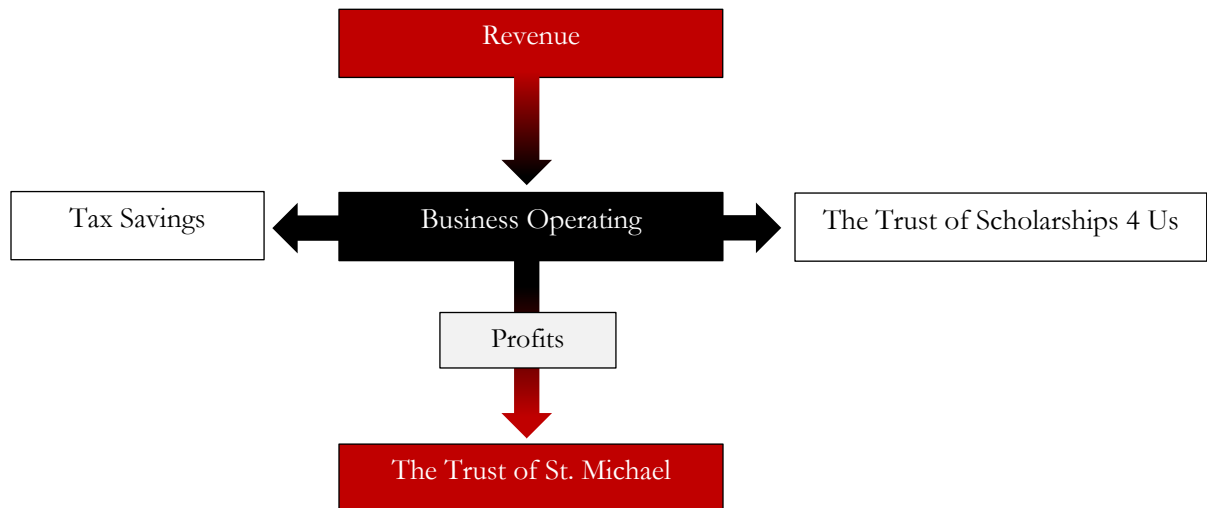 Revenue
Tax Savings
Business Operating
The Trust of Scholarships 4 Us
Profits
The Trust of St. Michael